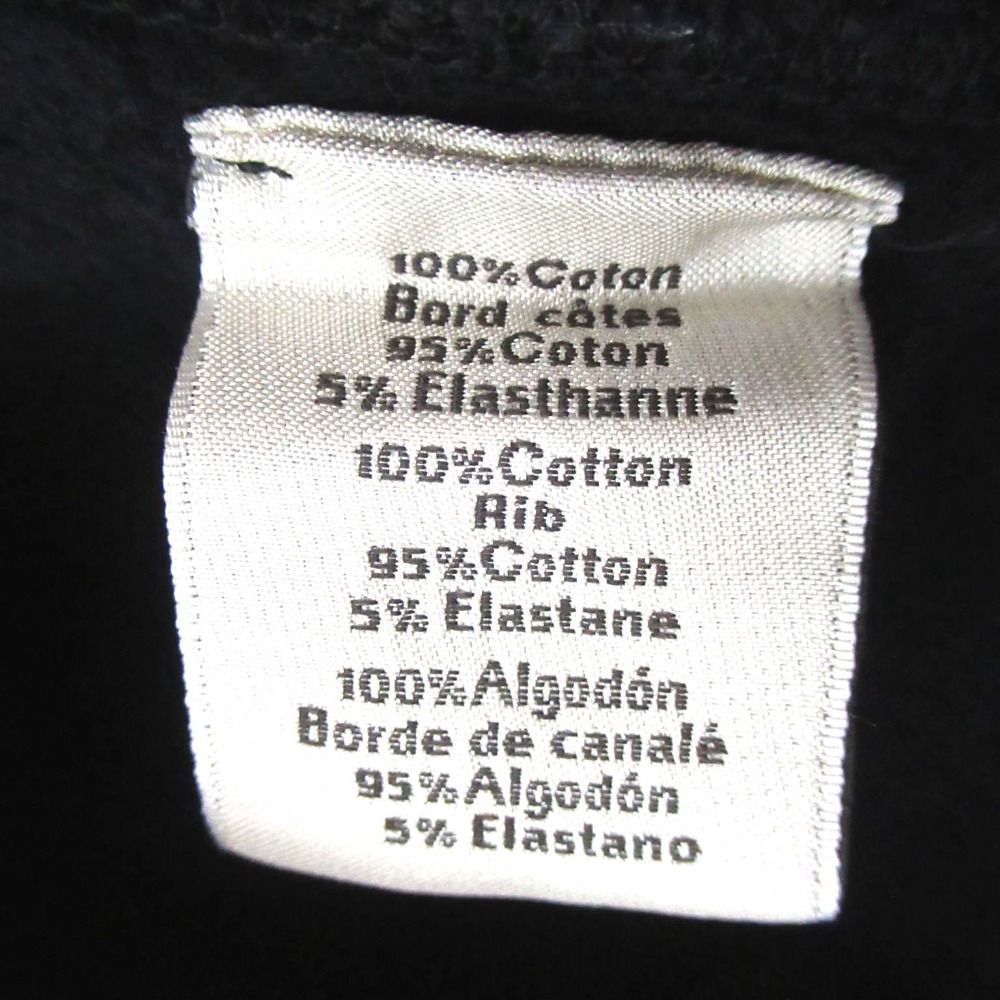 100% Coton
Bord côtes
95% Coton
5% Elasthanne
100% Cotton
Rib
95% Cotton
5% Elastane
100% Algodón
Borde de canalé
95% Algodón
5% Elastano